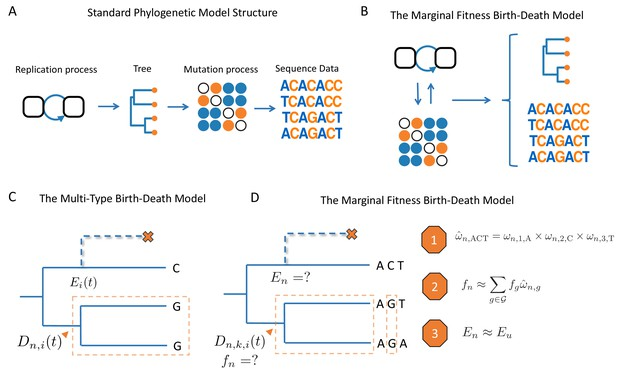 A
Standard Phylogenetic Model Structure
Replication process
Tree
Mutation process
Sequence Data
ACACACC
TCACACC
TCAGACT
ACAGACT
B
The Marginal Fitness Birth-Death Model
ACACACC
TCACACC
TCAGACT
ACAGACT
C
The Multi-Type Birth-Death Model
E_i(t)
C
G
G
D_{n,i}(t)
D
The Marginal Fitness Birth-Death Model
E_n =?
A C T
A G T
A G A
D_{n,k,i}(t)
f_n =?
1
ω̂_{n,ACT} = ω_{n,1,A} × ω_{n,2,C} × ω_{n,3,T}
2
f_n ≈ ∑_{g∈𝒢} f_g ω̂_{n,g}
3
E_n ≈ E_u